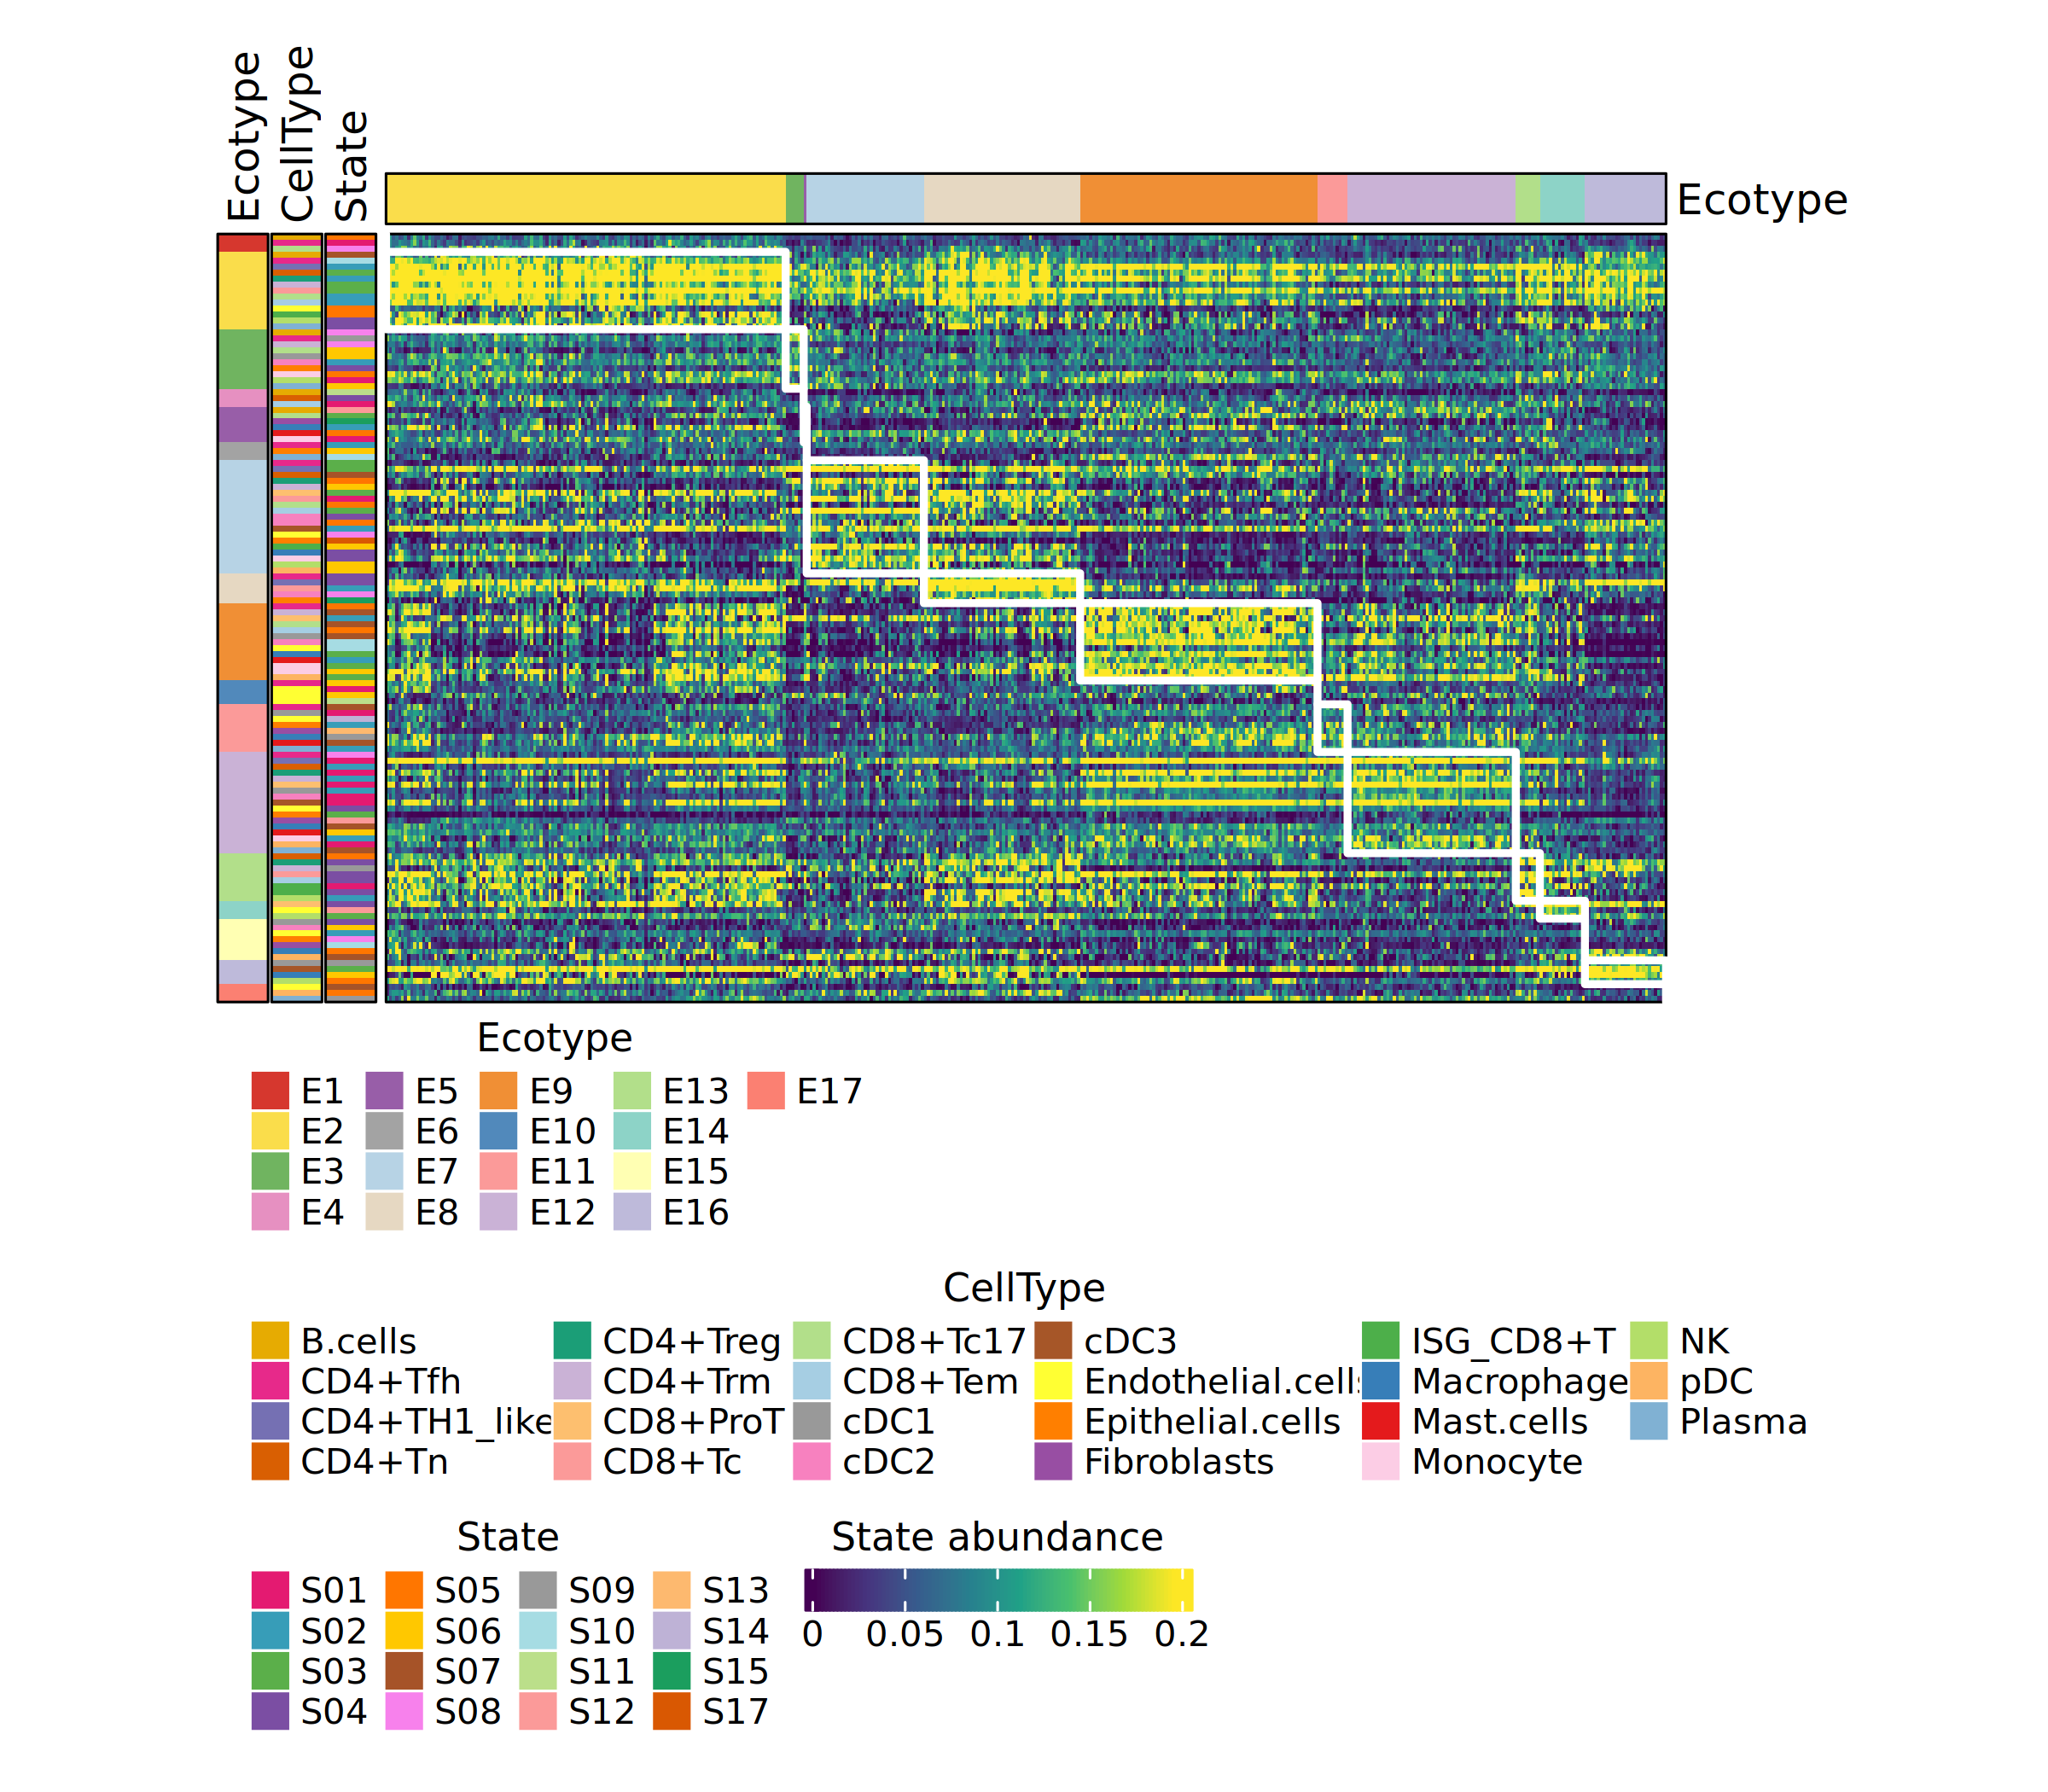 Ecotype
CellType
State
Ecotype
Ecotype
E1 E5 E9 E13 E17
E2 E6 E10 E14
E3 E7 E11 E15
E4 E8 E12 E16
CellType
B.cells CD4+Treg CD8+Tc17 cDC3 ISG_CD8+T NK
CD4+Tfh CD4+Trm CD8+Tem Endothelial.cells Macrophage pDC
CD4+TH1_like CD8+ProT cDC1 Epithelial.cells Mast.cells Plasma
CD4+Tn CD8+Tc cDC2 Fibroblasts Monocyte
State State abundance
S01 S05 S09 S13
S02 S06 S10 S14
0 0.05 0.1 0.15 0.2
S03 S07 S11 S15
S04 S08 S12 S17